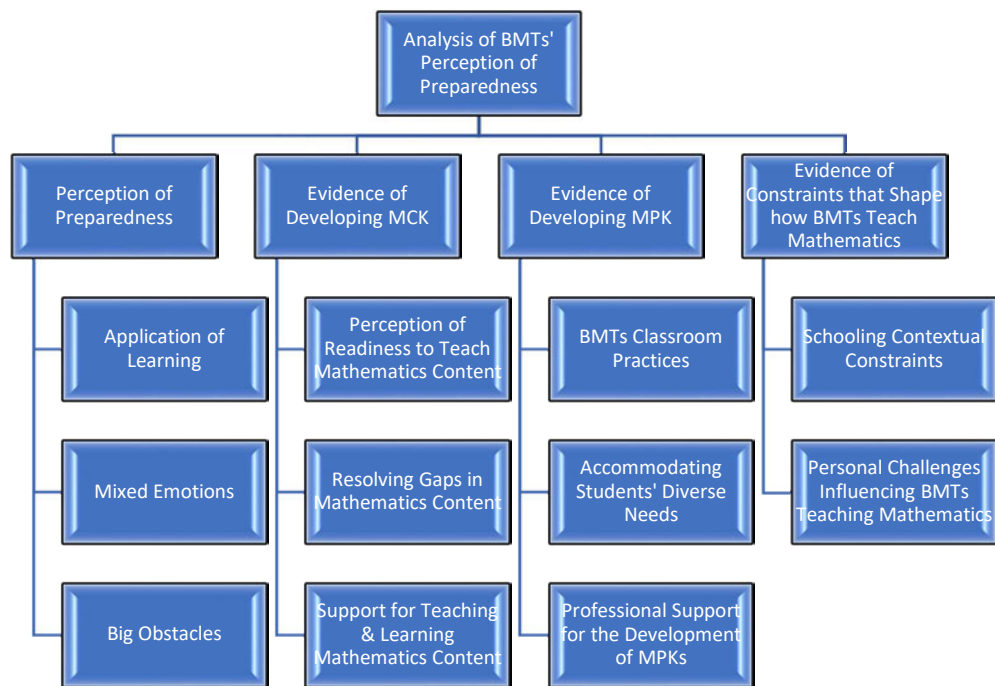 Analysis of BMTs'
Perception of
Preparedness
Perception of
Preparedness
Application of
Learning
Mixed Emotions
Big Obstacles
Evidence of
Developing MCK
Perception of
Readiness to Teach
Mathematics Content
Resolving Gaps in
Mathematics Content
Support for Teaching
& Learning
Mathematics Content
Evidence of
Developing MPK
BMTs Classroom
Practices
Accommodating
Students' Diverse
Needs
Professional Support
for the Development
of MPKs
Evidence of
Constraints that Shape
how BMTs Teach
Mathematics
Schooling Contextual
Constraints
Personal Challenges
Influencing BMTs
Teaching Mathematics